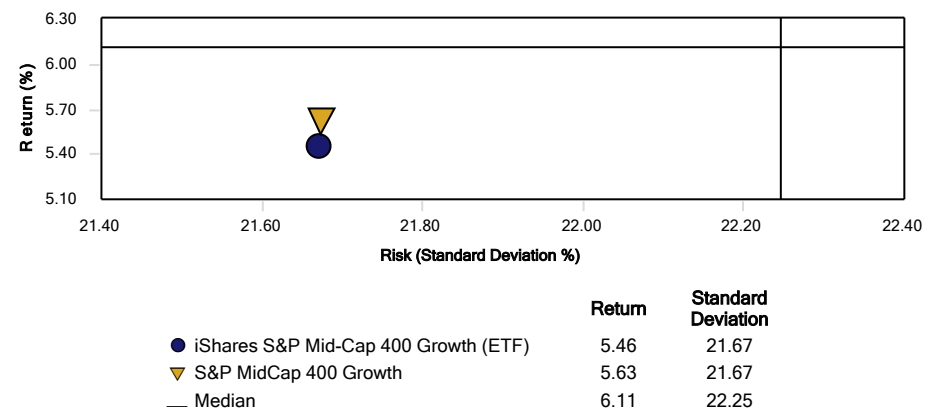 6.30
6.00
5.70
5.40
5.10
Return (%)
21.40 21.60 21.80 22.00 22.20 22.40
Risk (Standard Deviation %)
Return Standard Deviation
iShares S&P Mid-Cap 400 Growth (ETF) 5.46 21.67
S&P MidCap 400 Growth 5.63 21.67
Median 6.11 22.25